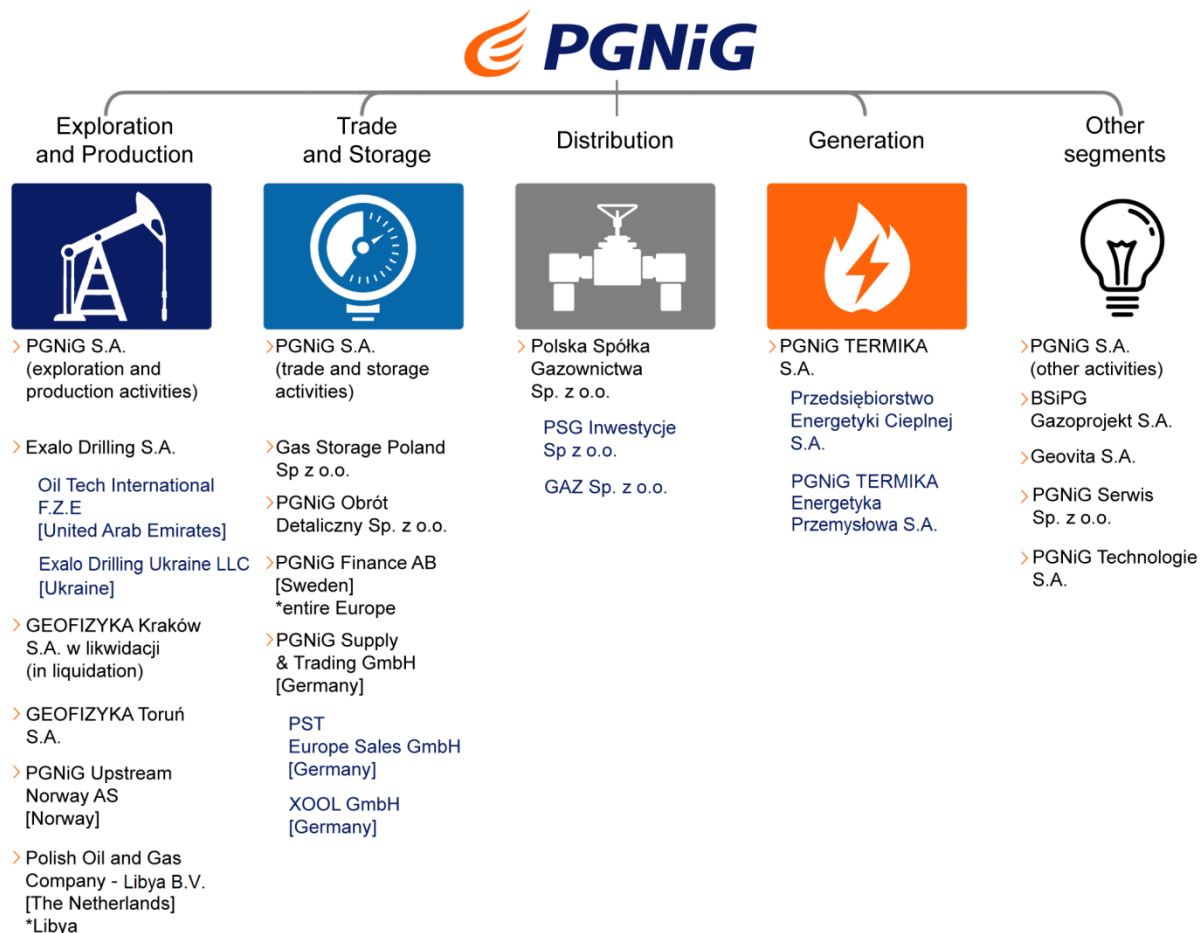 PGNiG
Exploration
and Production
PGNiG S.A.
(exploration and
production activities)
Exalo Drilling S.A.
Oil Tech International
F.Z.E
[United Arab Emirates]
Exalo Drilling Ukraine LLC
[Ukraine]
GEOFIZYKA Kraków
S.A. w likwidacji
(in liquidation)
GEOFIZYKA Toruń
S.A.
PGNiG Upstream
Norway AS
[Norway]
Polish Oil and Gas
Company - Libya B.V.
[The Netherlands]
*Libya
Trade
and Storage
PGNiG S.A.
(trade and storage
activities)
Gas Storage Poland
Sp z o.o.
PGNiG Obrót
Detaliczny Sp. z o.o.
PGNiG Finance AB
[Sweden]
*entire Europe
PGNiG Supply
& Trading GmbH
[Germany]
PST
Europe Sales GmbH
[Germany]
XOOL GmbH
[Germany]
Distribution
Polska Spółka
Gazownictwa
Sp. z o.o.
PSG Inwestycje
Sp z o.o.
GAZ Sp. z o.o.
Generation
PGNiG TERMIKA
S.A.
Przedsiębiorstwo
Energetyki Cieplnej
S.A.
PGNiG TERMIKA
Energetyka
Przemysłowa S.A.
Other
segments
PGNiG S.A.
(other activities)
BSiPG
Gazoprojekt S.A.
Geovita S.A.
PGNiG Serwis
Sp. z o.o.
PGNiG Technologie
S.A.